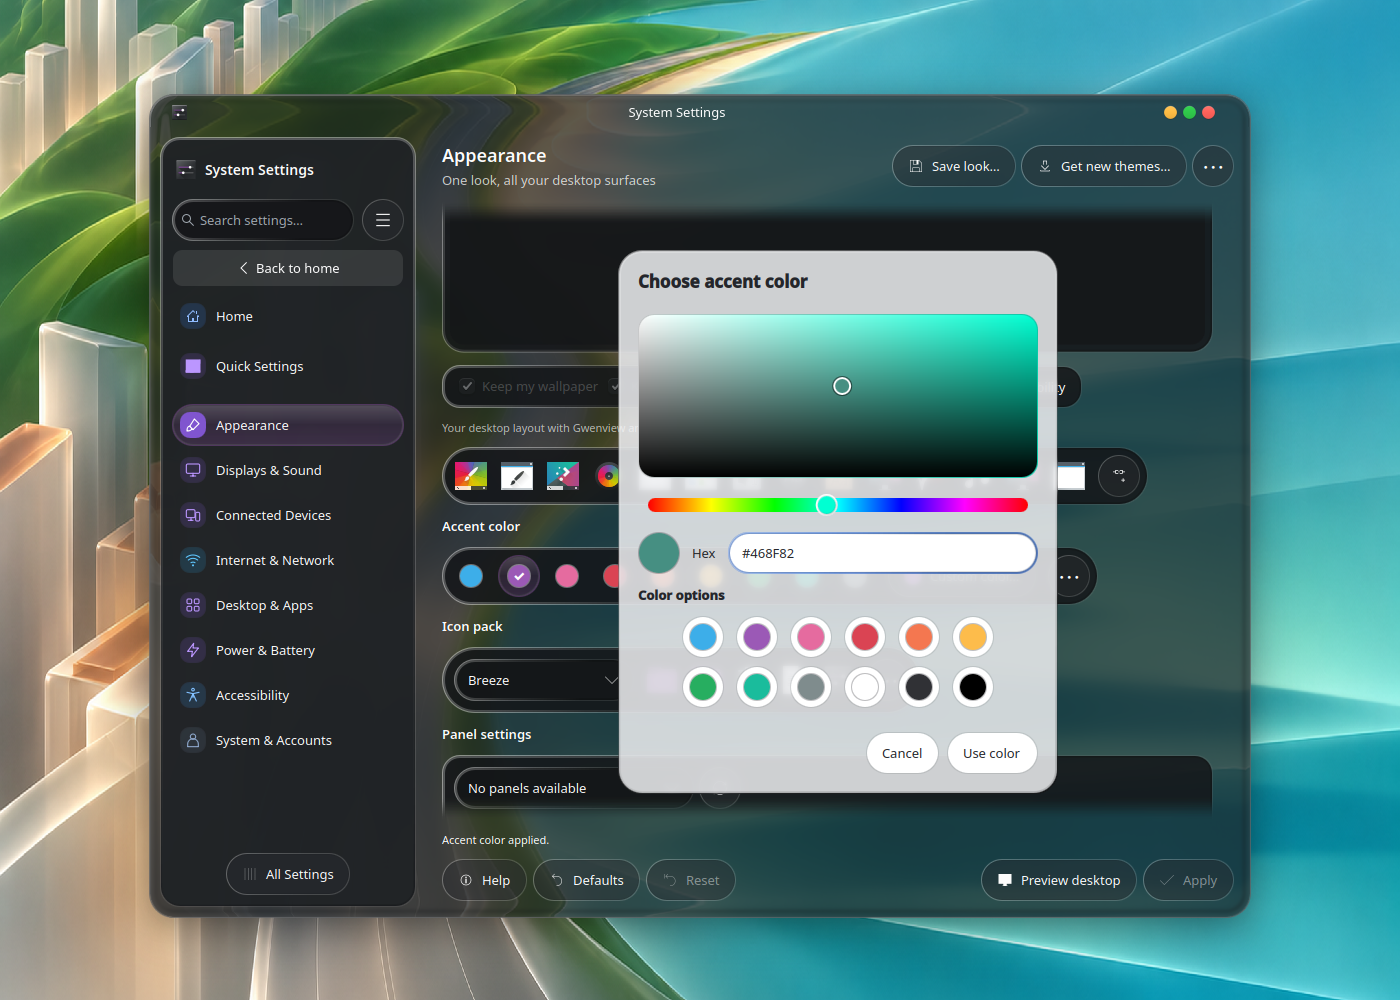 System Settings
System Settings
Search settings...
Back to home
Home
Quick Settings
Appearance
Displays & Sound
Connected Devices
Internet & Network
Desktop & Apps
Power & Battery
Accessibility
System & Accounts
All Settings
Appearance
One look, all your desktop surfaces
Save look...
Get new themes...
Keep my wallpaper
Your desktop layout with Gwenview
Accent color
Icon pack
Breeze
Panel settings
No panels available
Accent color applied.
Help
Defaults
Reset
Preview desktop
Apply
Choose accent color
Hex
#468F82
Color options
Cancel
Use color